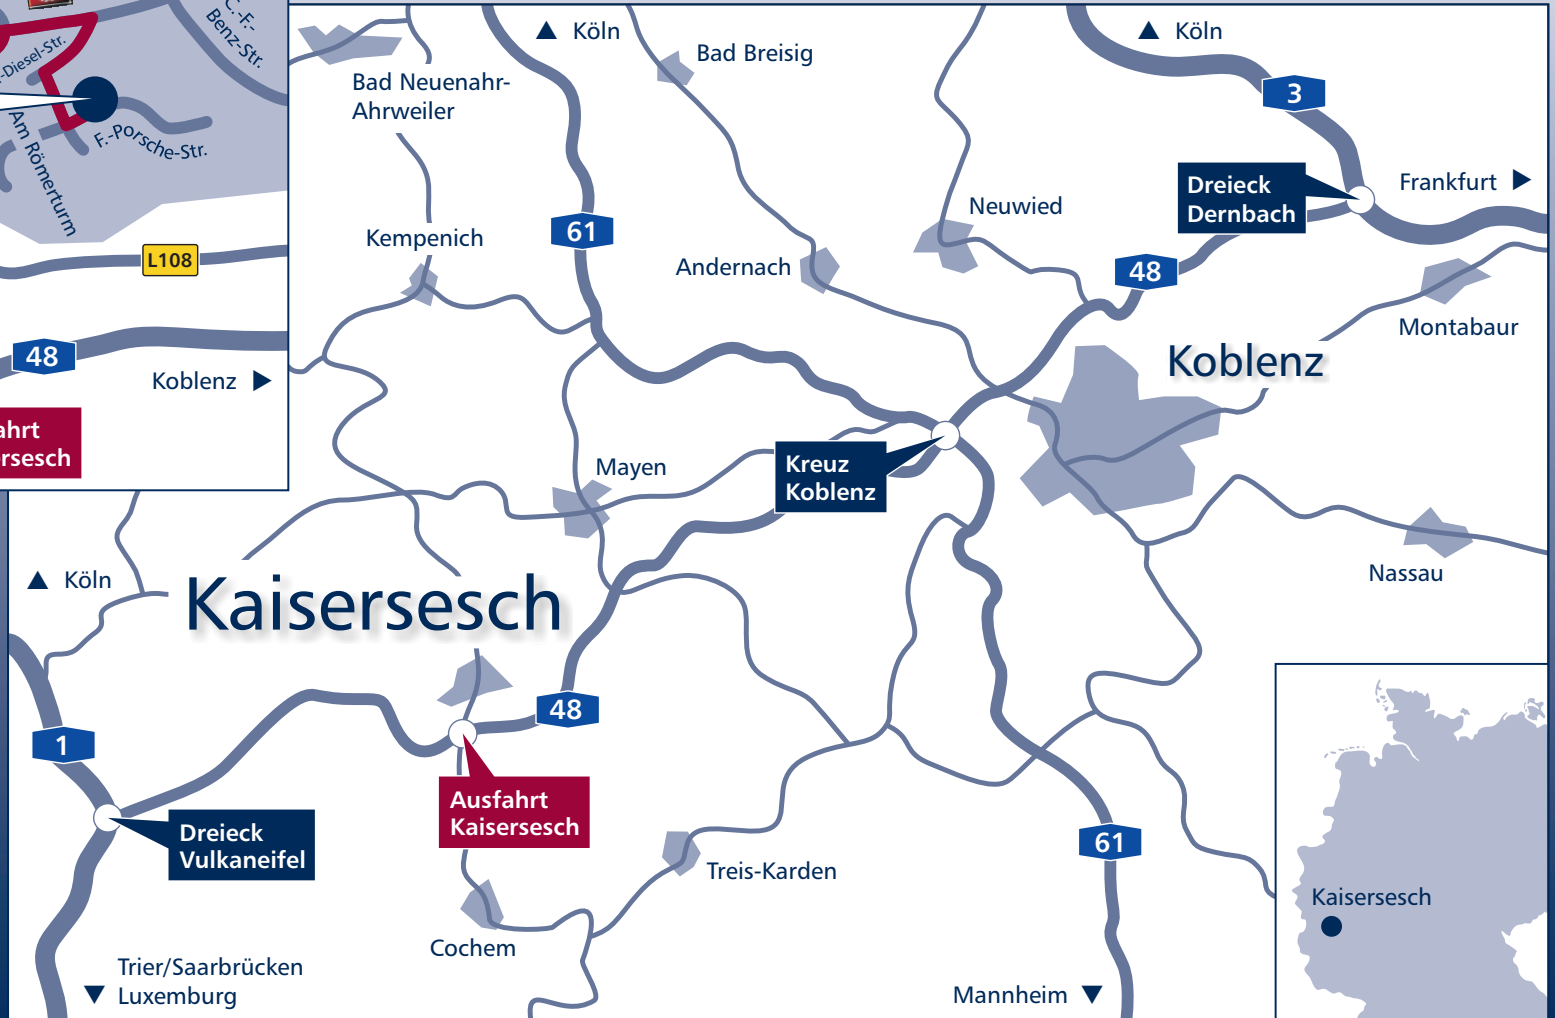 C.-F.-
Benz-Str.
-Diesel-Str.
Am Römerturm
F.-Porsche-Str.
L108
48
Koblenz
ahrt
rsesch
Köln
Bad Breisig
Köln
Bad Neuenahr-
Ahrweiler
3
Dreieck
Dernbach
Frankfurt
Kempenich
61
Neuwied
Andernach
48
Montabaur
Koblenz
Mayen
Kreuz
Koblenz
Köln
Kaisersesch
Nassau
1
48
Ausfahrt
Kaisersesch
Dreieck
Vulkaneifel
Treis-Karden
61
Kaisersesch
Cochem
Trier/Saarbrücken
Luxemburg
Mannheim